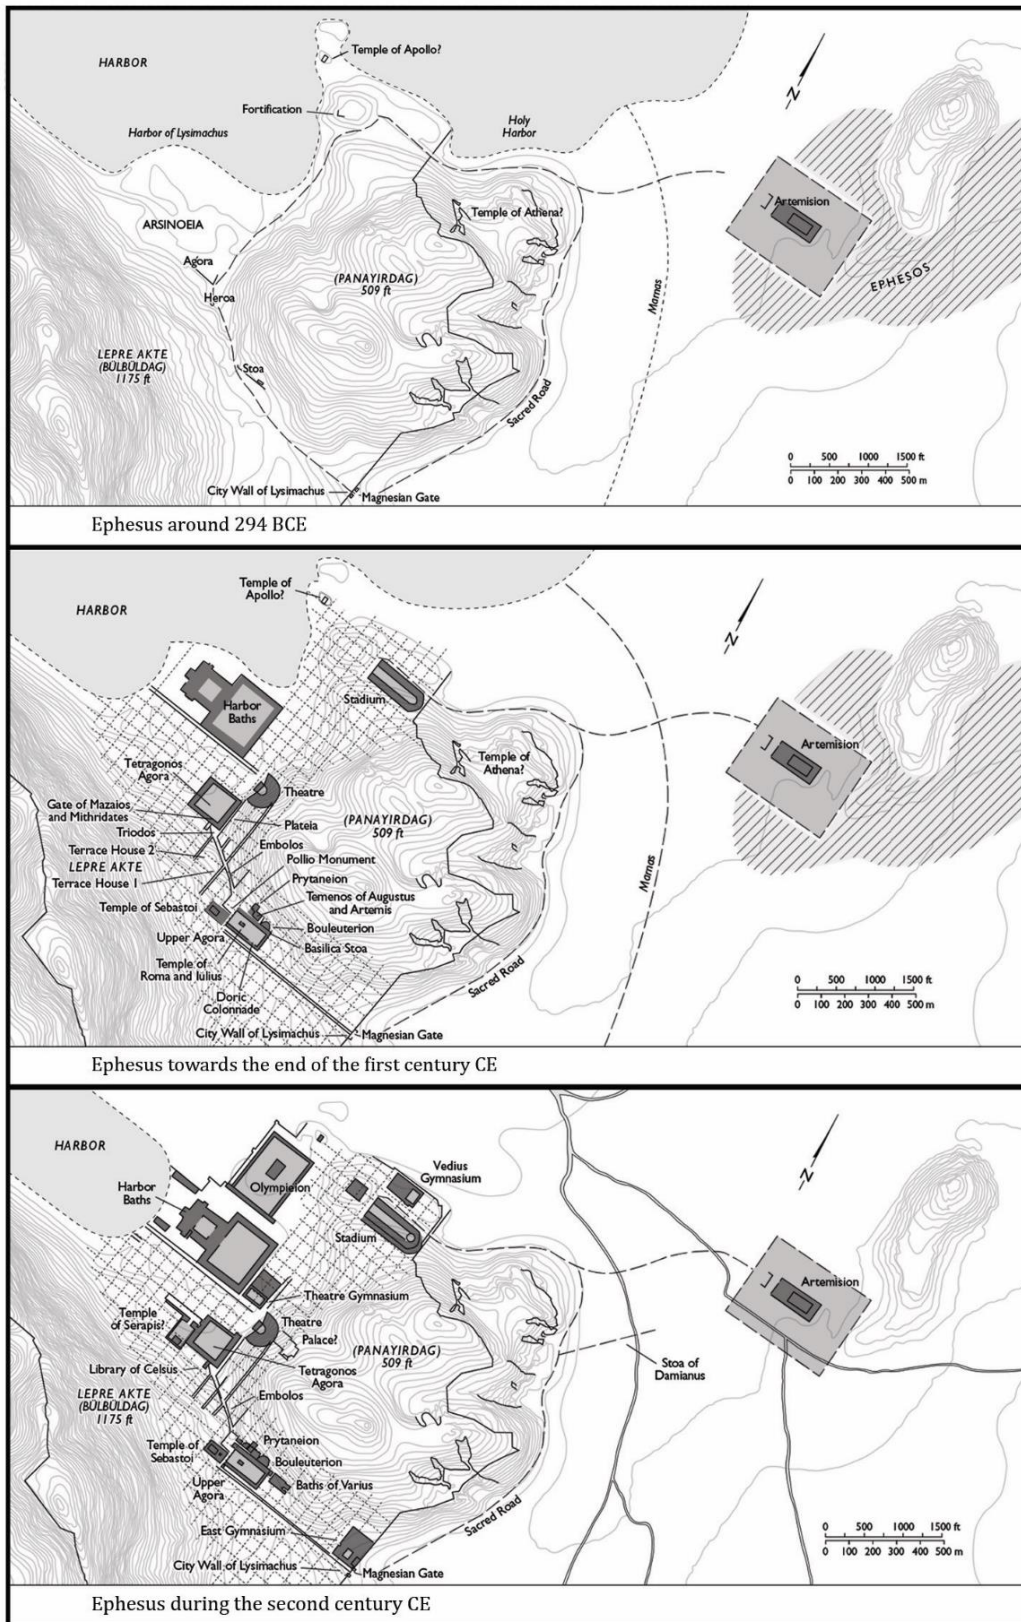 HARBOR
Temple of Apollo?
Fortification
Harbor of Lysimachus
Holy
Harbor
N
ARSINOEIA
Temple of Athena?
Artemision
Agora
(PANAYIRDAG)
509 ft
EPHESOS
Heroa
Mamas
LEPRE AKTE
(BÜLBÜLDAG)
1175 ft
Stoa
Sacred Road
0 500 1000 1500 ft
0 100 200 300 400 500 m
City Wall of Lysimachus
Magnesian Gate
Ephesus around 294 BCE
Temple of
Apollo?
HARBOR
N
Stadium
Harbor
Baths
Artemision
Temple of
Athena?
Tetragonos
Agora
Theatre
Gate of Mazaios
and Mithridates
Plateia
(PANAYIRDAG)
509 ft
Triodos
Embolos
Terrace House 2
Pollio Monument
LEPRE AKTE
Terrace House 1
Prytaneion
Mamas
Temenos of Augustus
and Artemis
Temple of Sebastoi
Bouleuterion
Upper Agora
Basilica Stoa
Temple of
Roma and Iulius
Sacred Road
Doric
Colonnade
0 500 1000 1500 ft
0 100 200 300 400 500 m
City Wall of Lysimachus
Magnesian Gate
Ephesus towards the end of the first century CE
HARBOR
Vedius
Gymnasium
N
Harbor
Baths
Olympieion
Stadium
Artemision
Theatre Gymnasium
Temple
of Serapis?
Theatre
Palace?
(PANAYIRDAG)
509 ft
Library of Celsus
Tetragonos
Agora
Stoa of
Damianus
LEPRE AKTE
(BÜLBÜLDAG)
1175 ft
Embolos
Temple of
Sebastoi
Prytaneion
Bouleuterion
Upper
Agora
Baths of Varius
Sacred Road
East Gymnasium
0 500 1000 1500 ft
0 100 200 300 400 500 m
City Wall of Lysimachus
Magnesian Gate
Ephesus during the second century CE